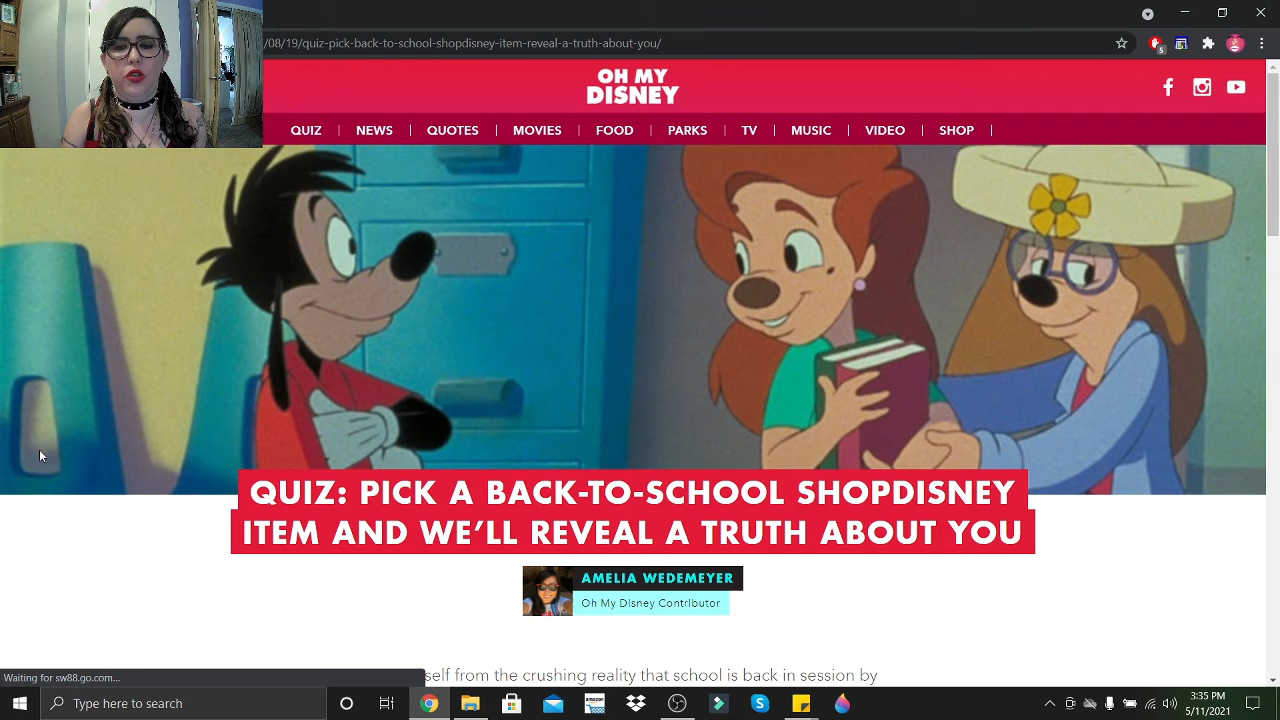 /08/19/quiz-pick-back-to-school-shopdisney-item-reveal-a-truth-about-you/
5
OH MY
DISNEY
QUIZ | NEWS | QUOTES | MOVIES | FOOD | PARKS | TV | MUSIC | VIDEO | SHOP |
QUIZ: PICK A BACK-TO-SCHOOL SHOPDISNEY
ITEM AND WE'LL REVEAL A TRUTH ABOUT YOU
AMELIA WEDEMEYER
Oh My Disney Contributor
self from the crushing reality that school is back in session by
Waiting for sw88.go.com...
Type here to search
amazon
3:35 PM
5/11/2021